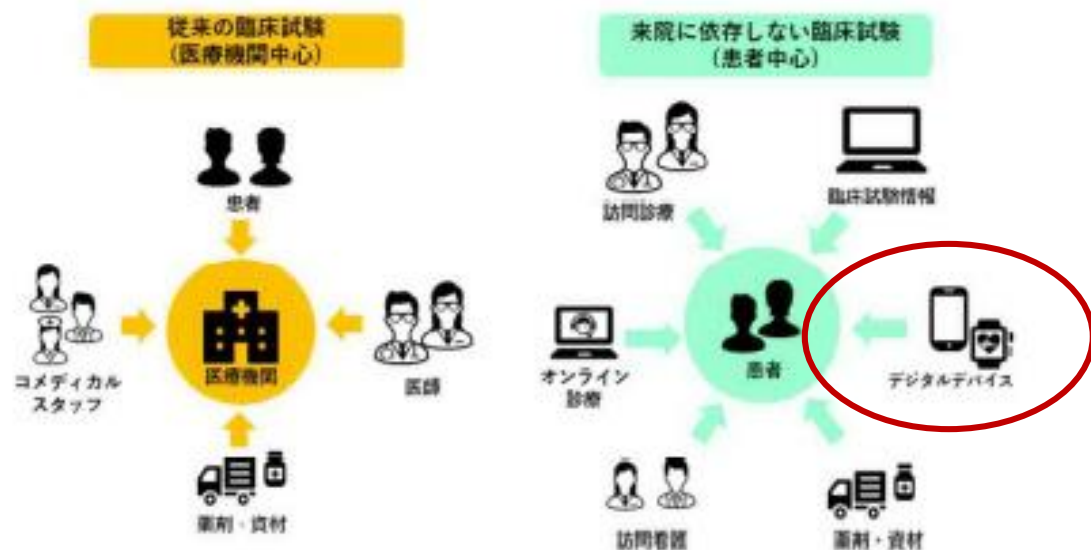 従来の臨床試験
(医療機関中心)
患者
コメディカル
スタッフ
医療機関
医師
薬剤・資材
来院に依存しない臨床試験
(患者中心)
訪問診療
臨床試験情報
オンライン
診療
患者
デジタルデバイス
訪問看護
薬剤・資材